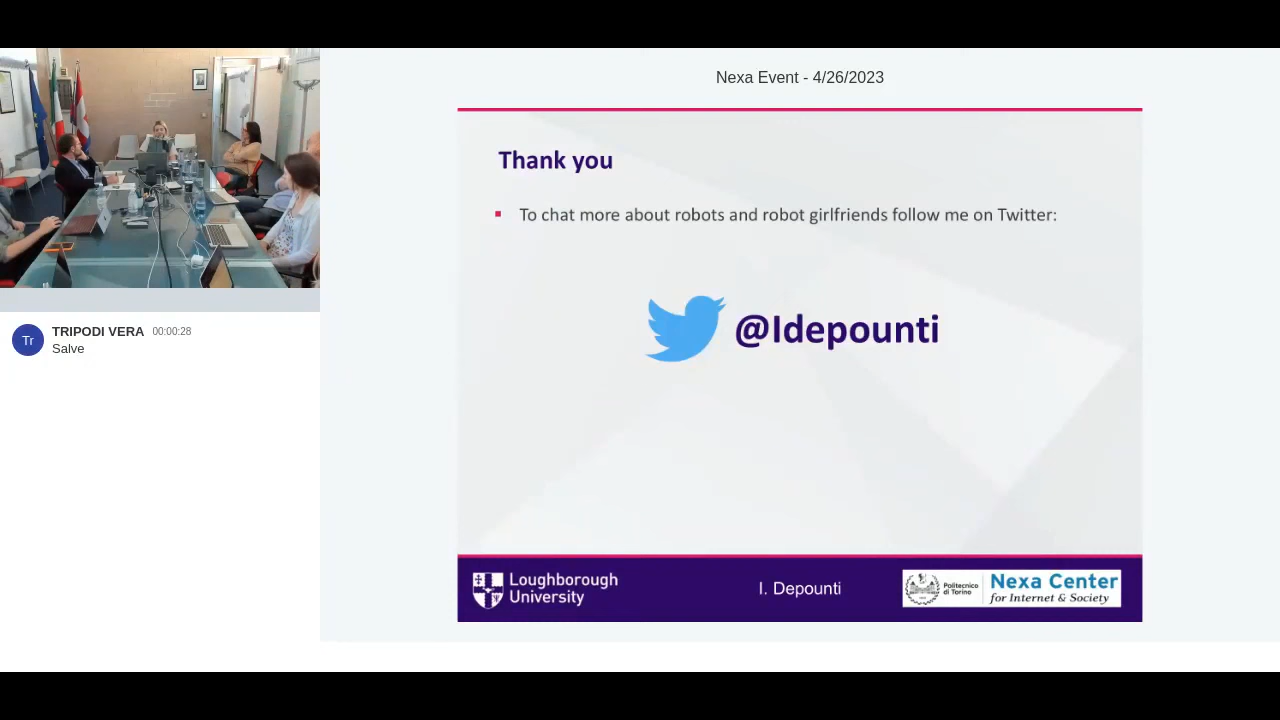 Nexa Event - 4/26/2023
Thank you
To chat more about robots and robot girlfriends follow me on Twitter:
@Idepounti
Loughborough
University
I. Depounti
Politecnico
di Torino
Nexa Center
for Internet & Society
Tr
TRIPODI VERA 00:00:28
Salve